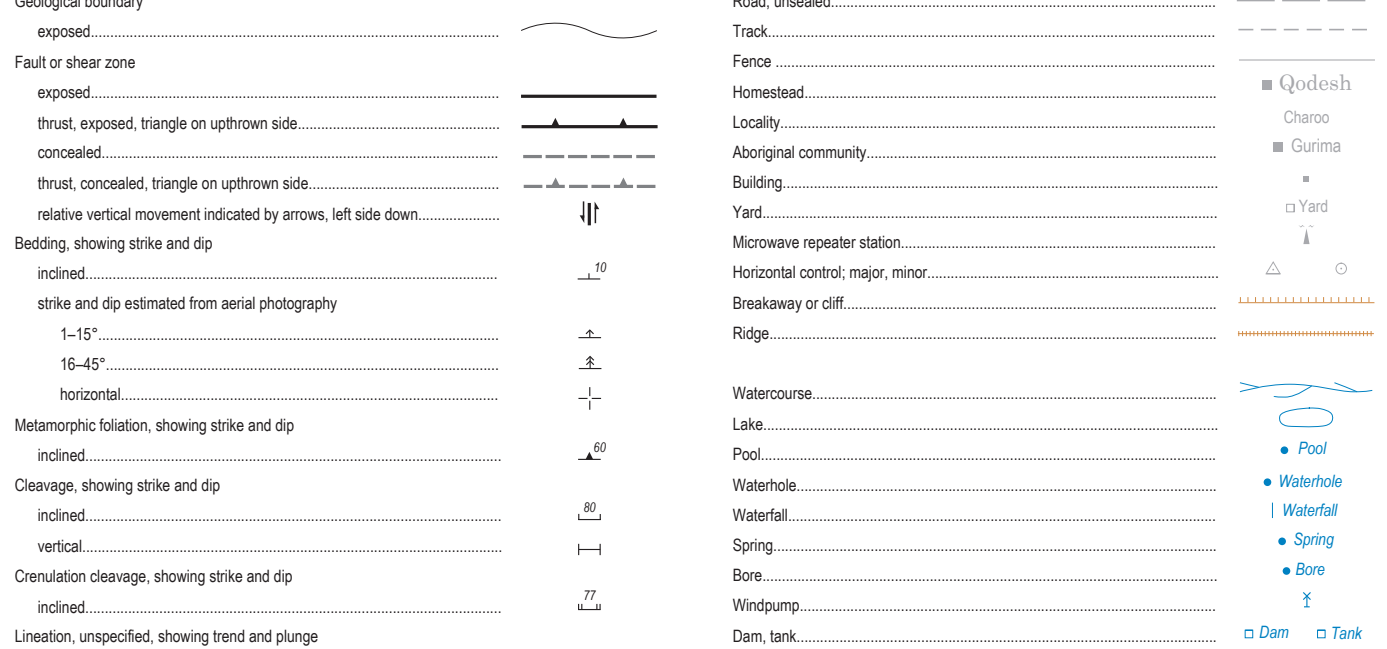 Geological boundary
exposed
Fault or shear zone
exposed
thrust, exposed, triangle on upthrown side
concealed
thrust, concealed, triangle on upthrown side
relative vertical movement indicated by arrows, left side down
Bedding, showing strike and dip
inclined 10
strike and dip estimated from aerial photography
1–15°
16–45°
horizontal
Metamorphic foliation, showing strike and dip
inclined 60
Cleavage, showing strike and dip
inclined 80
vertical
Crenulation cleavage, showing strike and dip
inclined 77
Lineation, unspecified, showing trend and plunge
Road, unsealed
Track
Fence
Homestead Qodesh
Locality Charoo
Aboriginal community Gurima
Building
Yard Yard
Microwave repeater station
Horizontal control; major, minor
Breakaway or cliff
Ridge
Watercourse
Lake
Pool Pool
Waterhole Waterhole
Waterfall Waterfall
Spring Spring
Bore Bore
Windpump
Dam, tank Dam Tank